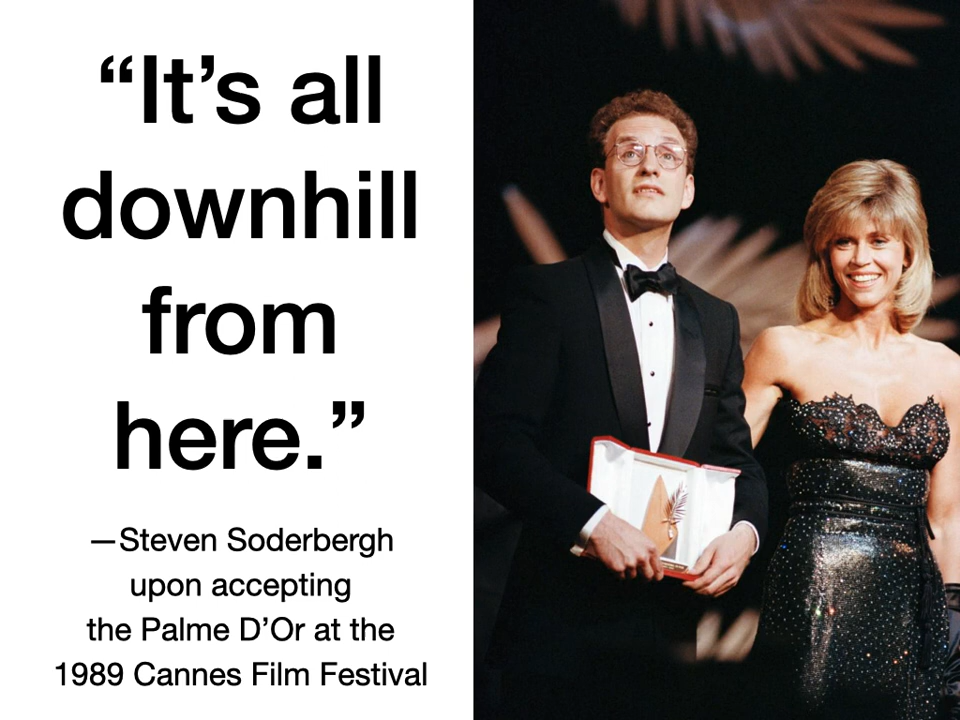 “It’s all
downhill
from
here.”
—Steven Soderbergh
upon accepting
the Palme D’Or at the
1989 Cannes Film Festival